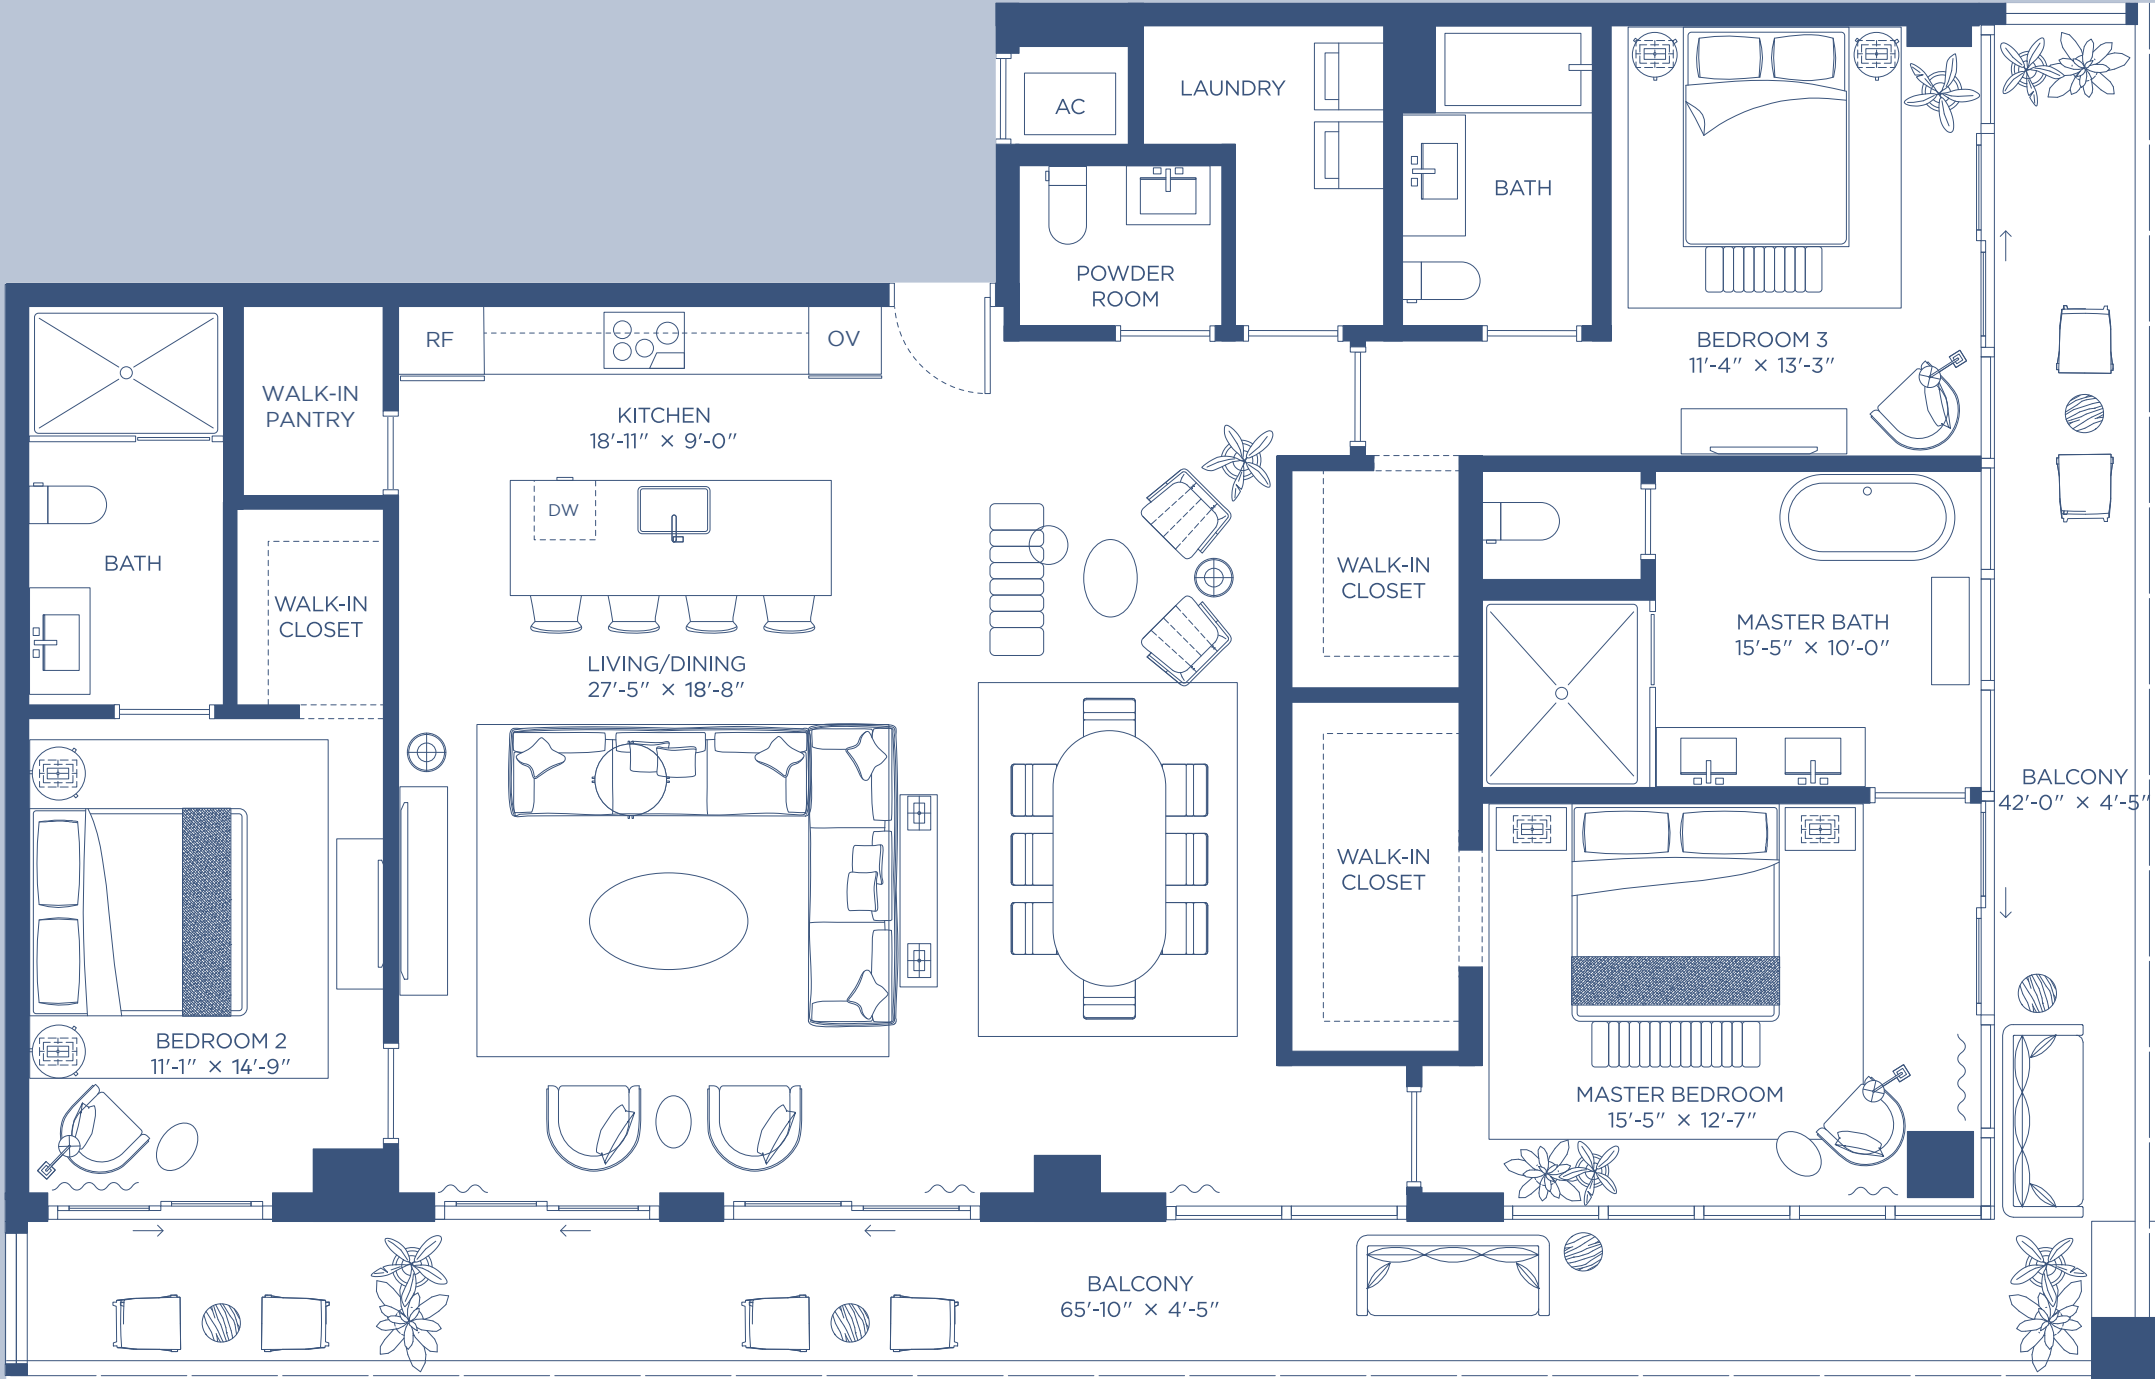 AC
LAUNDRY
BATH
POWDER
ROOM
RF
OV
WALK-IN
PANTRY
KITCHEN
18'-11" × 9'-0"
BEDROOM 3
11'-4" × 13'-3"
DW
BATH
WALK-IN
CLOSET
WALK-IN
CLOSET
MASTER BATH
15'-5" × 10'-0"
LIVING/DINING
27'-5" × 18'-8"
BALCONY
42'-0" × 4'-5"
WALK-IN
CLOSET
BEDROOM 2
11'-1" × 14'-9"
MASTER BEDROOM
15'-5" × 12'-7"
BALCONY
65'-10" × 4'-5"